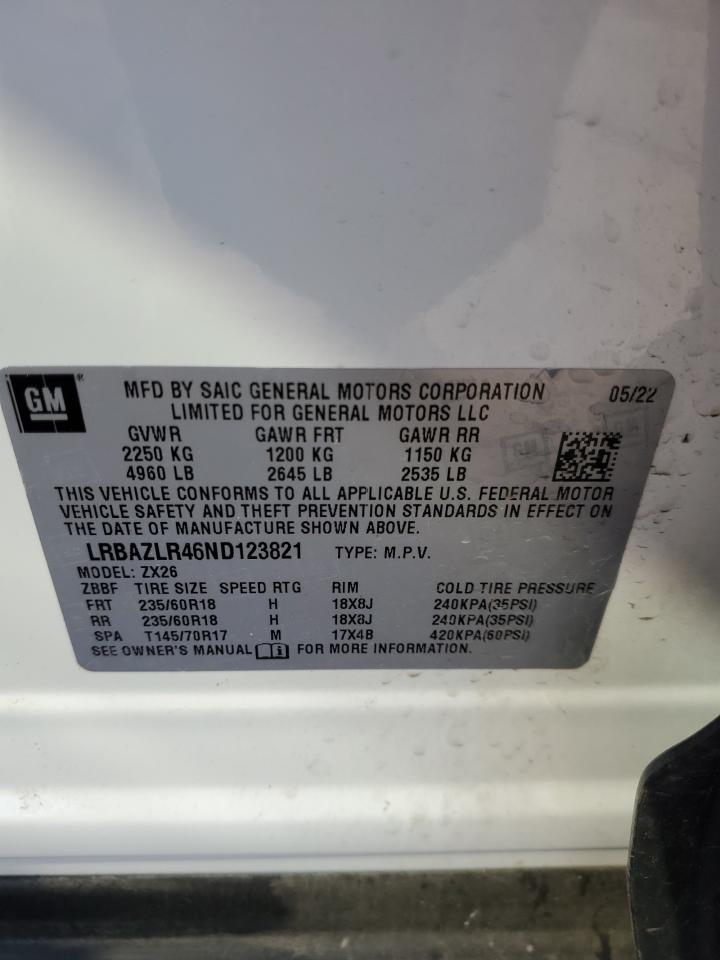 GM ®
MFD BY SAIC GENERAL MOTORS CORPORATION 05/22
LIMITED FOR GENERAL MOTORS LLC
GVWR GAWR FRT GAWR RR
2250 KG 1200 KG 1150 KG
4960 LB 2645 LB 2535 LB
THIS VEHICLE CONFORMS TO ALL APPLICABLE U.S. FEDERAL MOTOR
VEHICLE SAFETY AND THEFT PREVENTION STANDARDS IN EFFECT ON
THE DATE OF MANUFACTURE SHOWN ABOVE.
LRBAZLR46ND123821 TYPE: M.P.V.
MODEL: ZX26
ZBBF TIRE SIZE SPEED RTG RIM COLD TIRE PRESSURE
FRT 235/60R18 H 18X8J 240KPA(35PSI)
RR 235/60R18 H 18X8J 240KPA(35PSI)
SPA T145/70R17 M 17X4B 420KPA(60PSI)
SEE OWNER'S MANUAL FOR MORE INFORMATION.